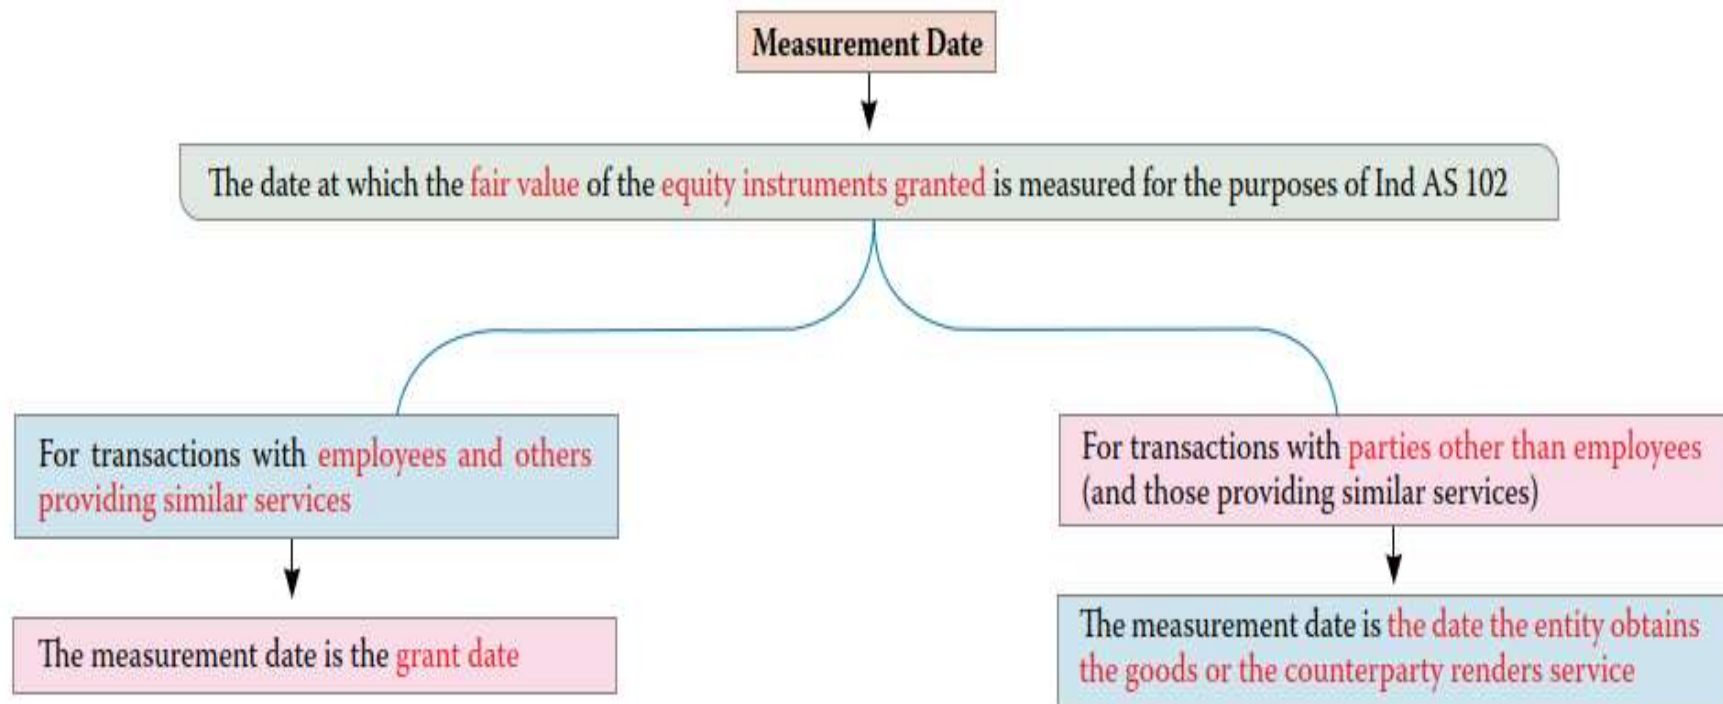 Measurement Date
The date at which the fair value of the equity instruments granted is measured for the purposes of Ind AS 102
For transactions with employees and others
providing similar services
The measurement date is the grant date
For transactions with parties other than employees
(and those providing similar services)
The measurement date is the date the entity obtains
the goods or the counterparty renders service